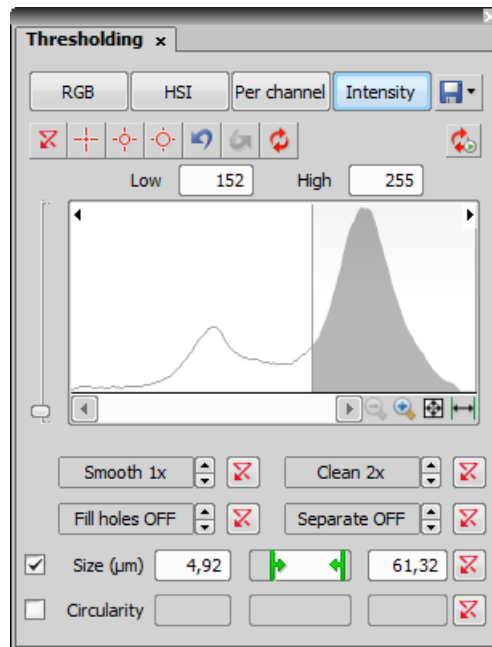 Thresholding x
RGB HSI Per channel Intensity
Low 152 High 255
Smooth 1x Clean 2x
Fill holes OFF Separate OFF
Size (µm) 4,92 61,32
Circularity